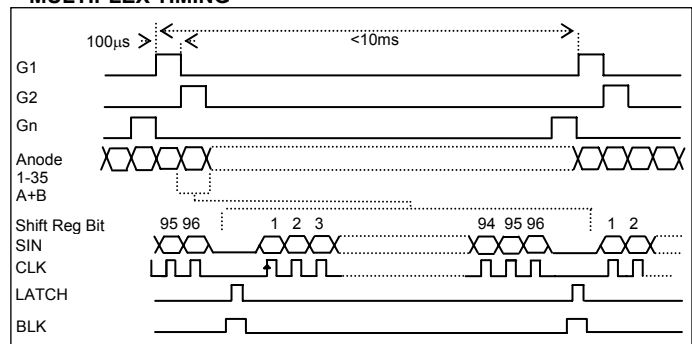 MULTIPLEX TIMING
100μs
<10ms
G1
G2
Gn
Anode
1-35
A+B
Shift Reg Bit
95 96 1 2 3 94 95 96 1 2
SIN
CLK
LATCH
BLK